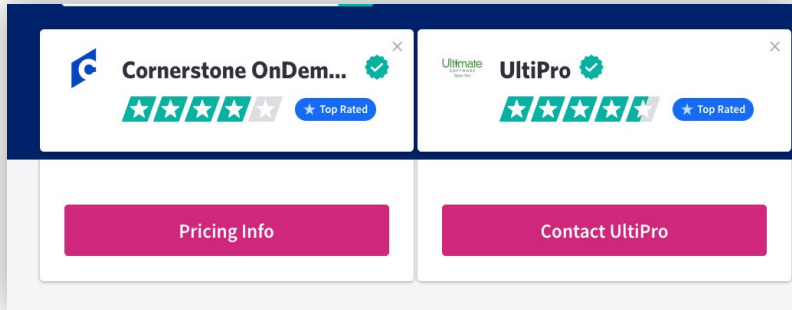 Cornerstone OnDem...
Top Rated
Pricing Info
Ultimate
SOFTWARE
UltiPro
Top Rated
Contact UltiPro